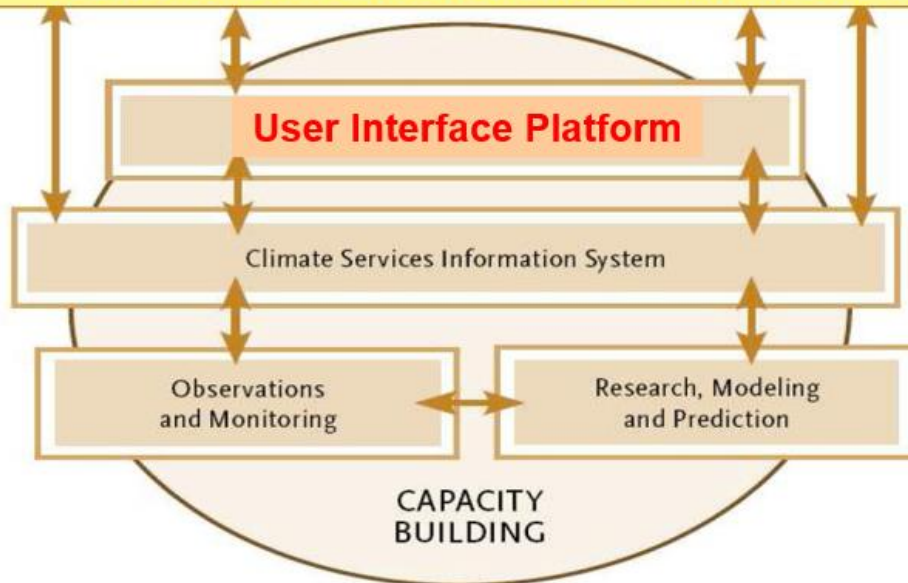 User Interface Platform
Climate Services Information System
Observations
and Monitoring
Research, Modeling
and Prediction
CAPACITY
BUILDING